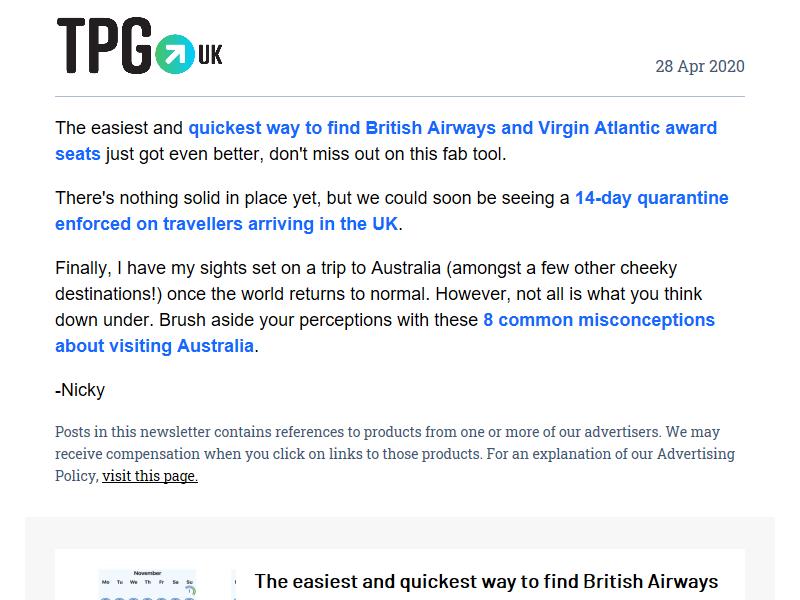 TPG UK
28 Apr 2020
The easiest and quickest way to find British Airways and Virgin Atlantic award
seats just got even better, don't miss out on this fab tool.
There's nothing solid in place yet, but we could soon be seeing a 14-day quarantine
enforced on travellers arriving in the UK.
Finally, I have my sights set on a trip to Australia (amongst a few other cheeky
destinations!) once the world returns to normal. However, not all is what you think
down under. Brush aside your perceptions with these 8 common misconceptions
about visiting Australia.
-Nicky
Posts in this newsletter contains references to products from one or more of our advertisers. We may
receive compensation when you click on links to those products. For an explanation of our Advertising
Policy, visit this page.
November
Mo Tu We Th Fr Sa Su
The easiest and quickest way to find British Airways